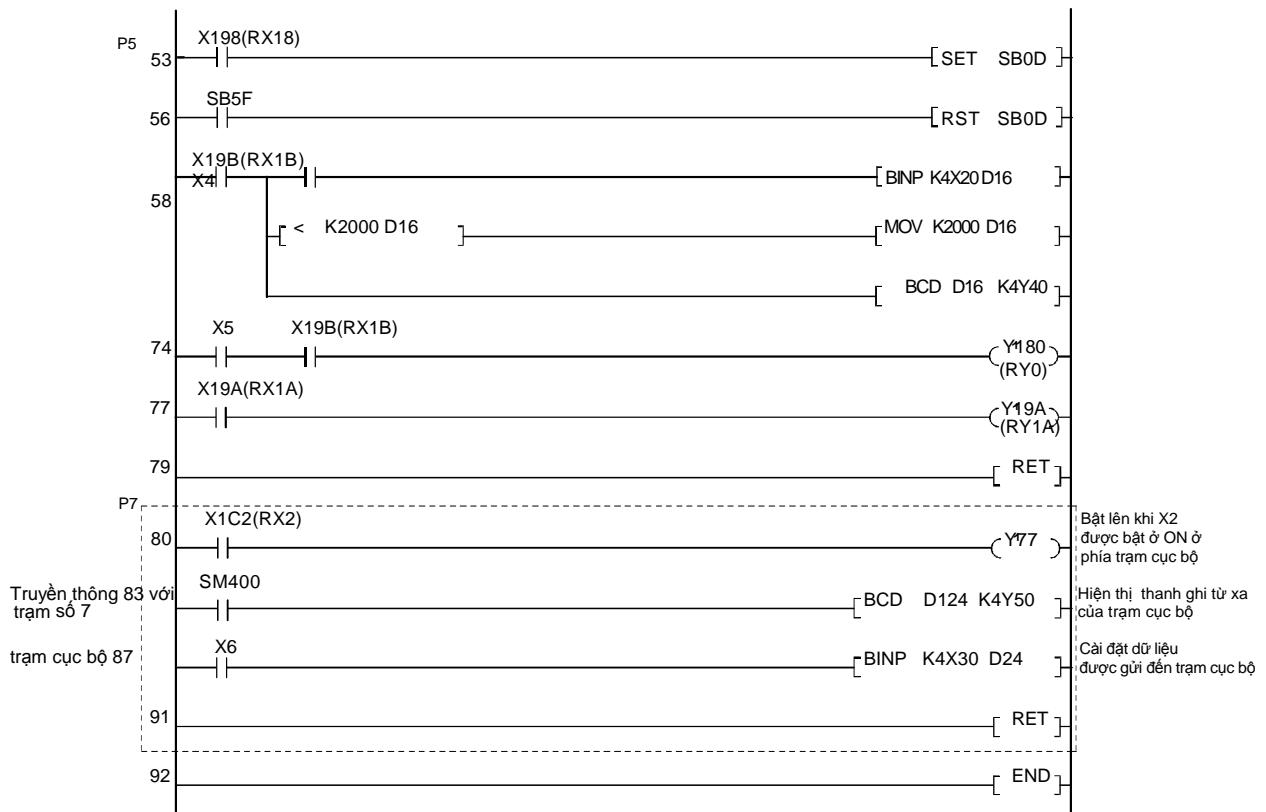 P5
X198(RX18)
53
SET SB0D
SB5F
56
RST SB0D
X19B(RX1B)
X4
58
BINP K4X20 D16
< K2000 D16
MOV K2000 D16
BCD D16 K4Y40
X5 X19B(RX1B)
74
Y180
(RY0)
X19A(RX1A)
77
Y19A
(RY1A)
79
RET
P7
X1C2(RX2)
80
Y77
Bật lên khi X2
được bật ở ON ở
phía trạm cục bộ
SM400
Truyền thông 83 với
trạm số 7
BCD D124 K4Y50
Hiện thị thanh ghi từ xa
của trạm cục bộ
X6
trạm cục bộ 87
BINP K4X30 D24
Cài đặt dữ liệu
được gửi đến trạm cục bộ
91
RET
92
END